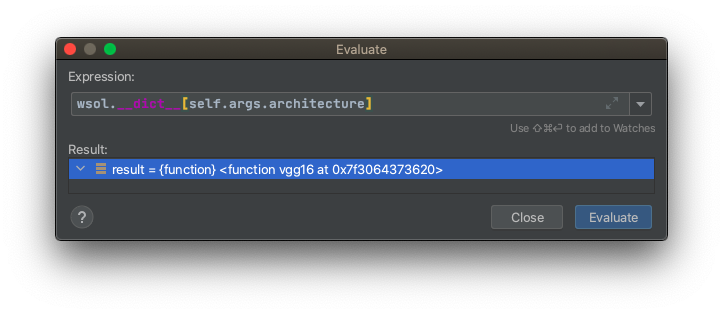 Evaluate
Expression:
wsol.__dict__[self.args.architecture]
Use ⇧⌘⏎ to add to Watches
Result:
result = {function} <function vgg16 at 0x7f3064373620>
?
Close
Evaluate